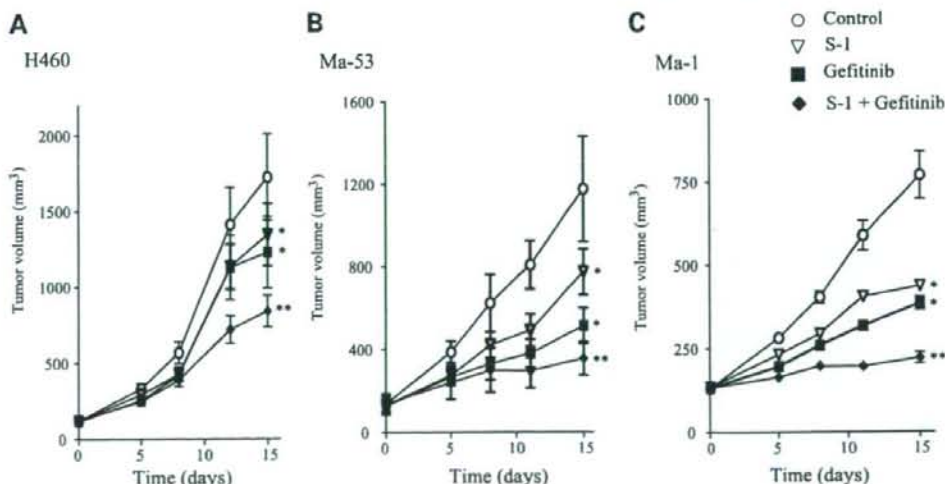 A
H460
Tumor volume (mm³)
2000
1500
1000
500
0
0 5 10 15
Time (days)
*
*
**
B
Ma-53
Tumor volume (mm³)
1600
1200
800
400
0
0 5 10 15
Time (days)
*
*
**
C
Ma-1
Tumor volume (mm³)
1000
750
500
250
0
0 5 10 15
Time (days)
*
*
**
Control
S-1
Gefitinib
S-1 + Gefitinib